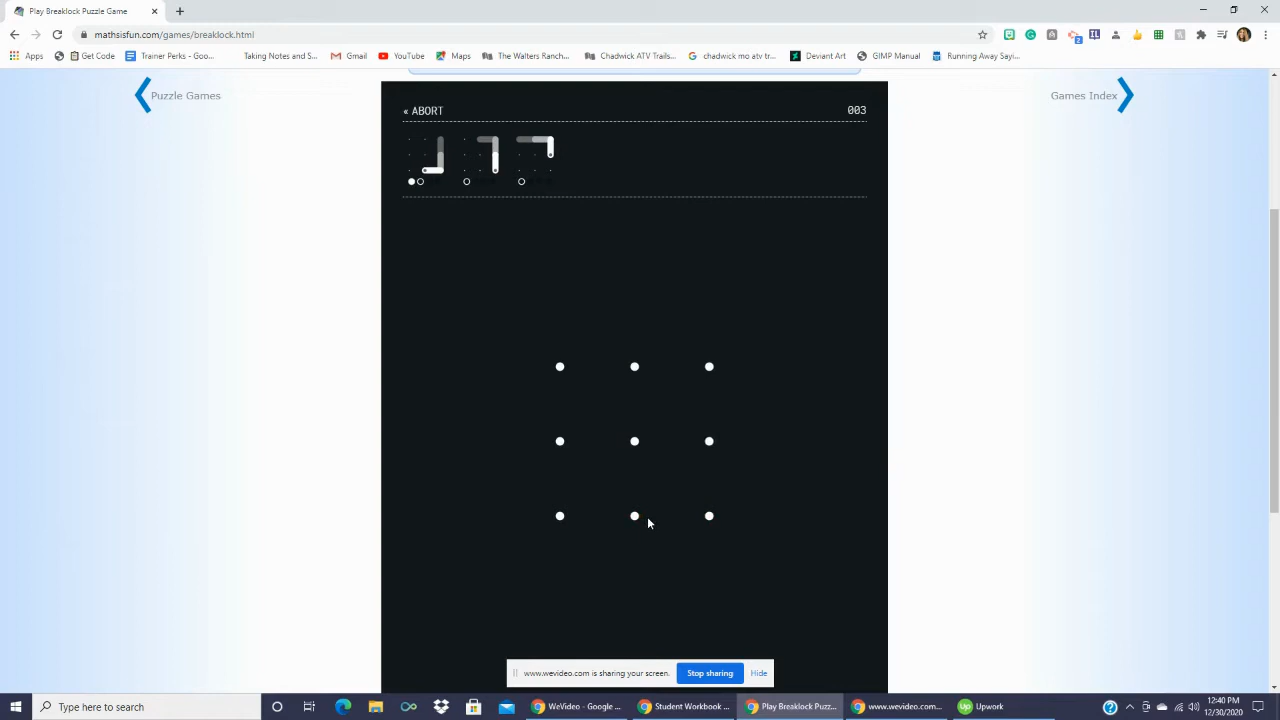 Play Breaklock Puzzle Game
mathsisfun.com/games/breaklock.html
Apps
Get Code
Trainer Perks - Goo...
Taking Notes and S...
Gmail
YouTube
Maps
The Walters Ranch...
Chadwick ATV Trails...
chadwick mo atv tr...
Deviant Art
GIMP Manual
Running Away Sayi...
Puzzle Games
Games Index
« ABORT
003
www.wevideo.com is sharing your screen.
Stop sharing
Hide
Type here to search
WeVideo - Google ...
Student Workbook ...
Play Breaklock Puzz...
www.wevideo.com...
Upwork
12:40 PM
12/30/2020